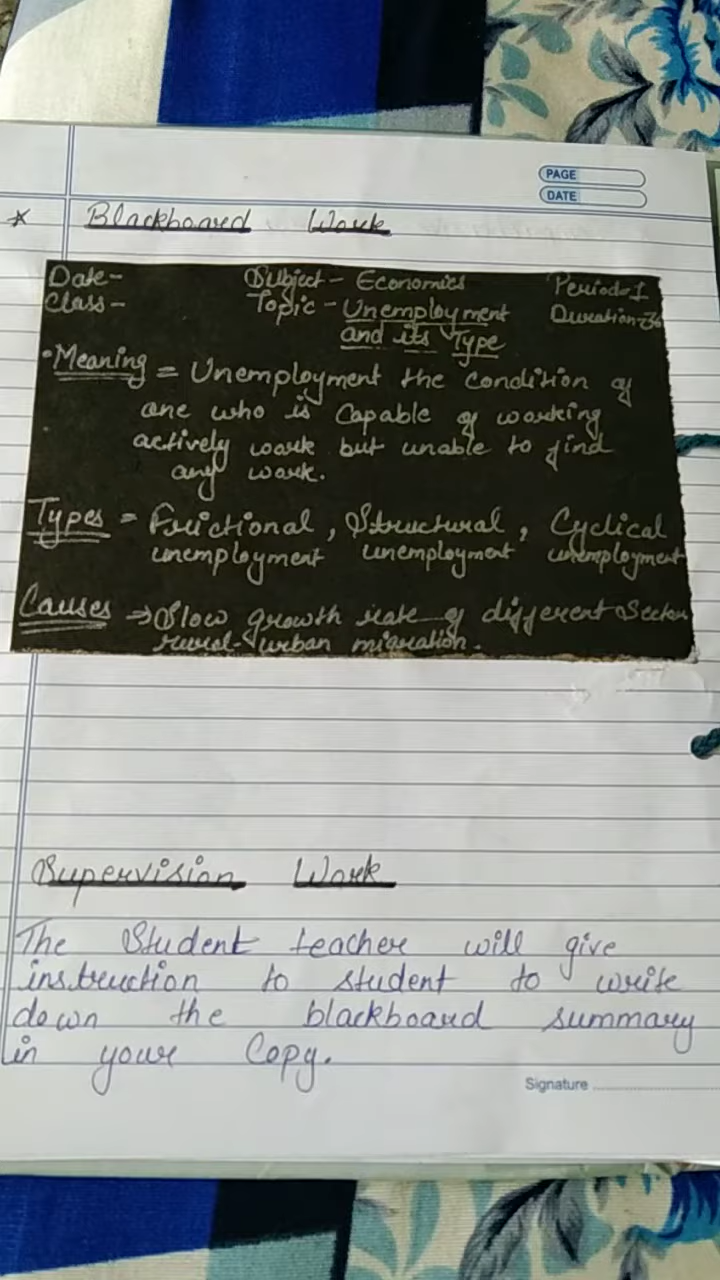 PAGE
DATE
* Blackboard Work
Date- Subject - Economics Period-1
Class- Topic - Unemployment Duration-30
and its Type
• Meaning = Unemployment the condition of
one who is capable of working
actively work but unable to find
any work.
Types = Frictional, Structural, Cyclical
unemployment unemployment unemployment
Causes → Slow growth rate of different Sector
rural-urban migration.
Supervision Work
The Student teacher will give
instruction to student to write
down the blackboard summary
in your Copy.
Signature